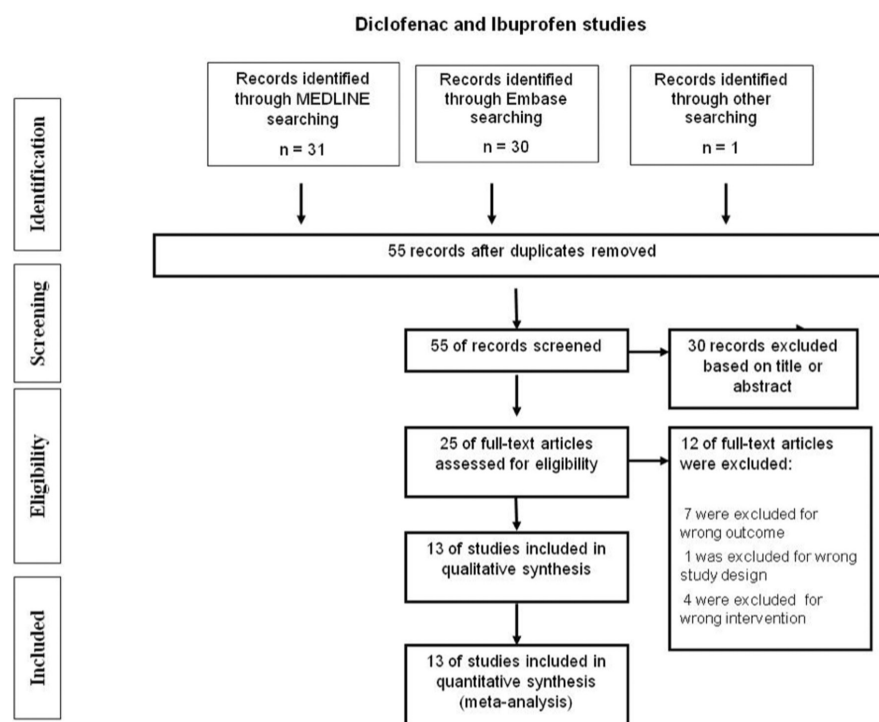 Diclofenac and Ibuprofen studies
Identification
Records identified
through MEDLINE
searching
n = 31
Records identified
through Embase
searching
n = 30
Records identified
through other
searching
n = 1
55 records after duplicates removed
Screening
55 of records screened
30 records excluded
based on title or
abstract
Eligibility
25 of full-text articles
assessed for eligibility
12 of full-text articles
were excluded:
7 were excluded for
wrong outcome
1 was excluded for wrong
study design
4 were excluded for
wrong intervention
13 of studies included in
qualitative synthesis
Included
13 of studies included in
quantitative synthesis
(meta-analysis)